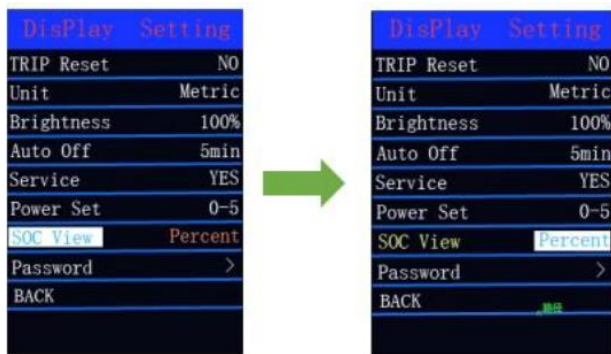 DisPlay Setting
TRIP Reset NO
Unit Metric
Brightness 100%
Auto Off 5min
Service YES
Power Set 0-5
SOC View Percent
Password >
BACK
DisPlay Setting
TRIP Reset NO
Unit Metric
Brightness 100%
Auto Off 5min
Service YES
Power Set 0-5
SOC View Percent
Password >
BACK
路径